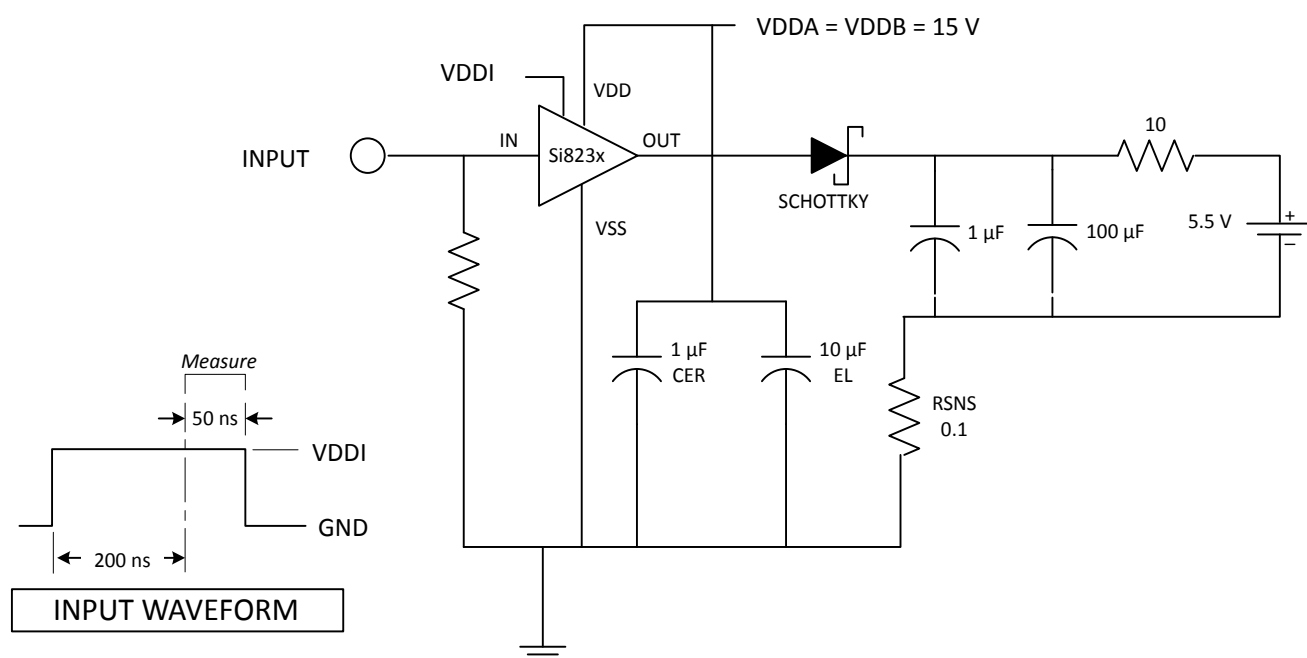 VDDA = VDDB = 15 V
VDDI
VDD
10
IN
OUT
INPUT
Si823x
SCHOTTKY
VSS
1 µF
100 µF
5.5 V
+
–
Measure
1 µF
CER
10 µF
EL
RSNS
0.1
50 ns
VDDI
GND
200 ns
INPUT WAVEFORM